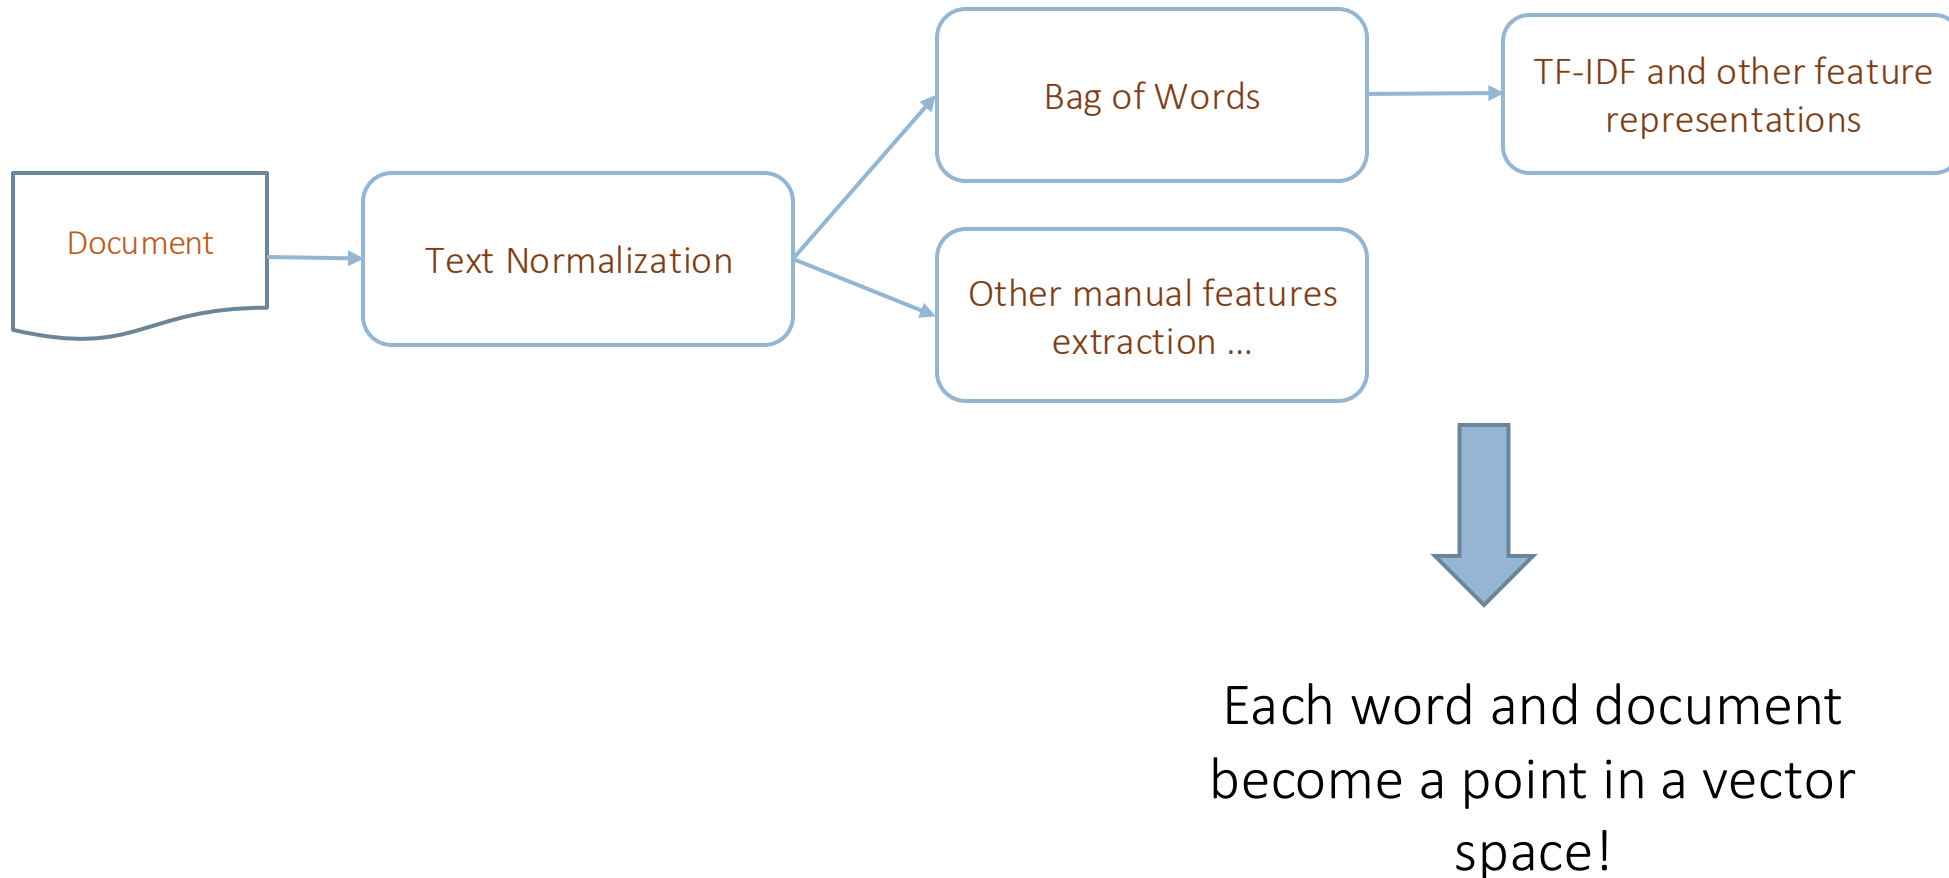 Document
Text Normalization
Bag of Words
TF-IDF and other feature
representations
Other manual features
extraction ...
Each word and document
become a point in a vector
space!